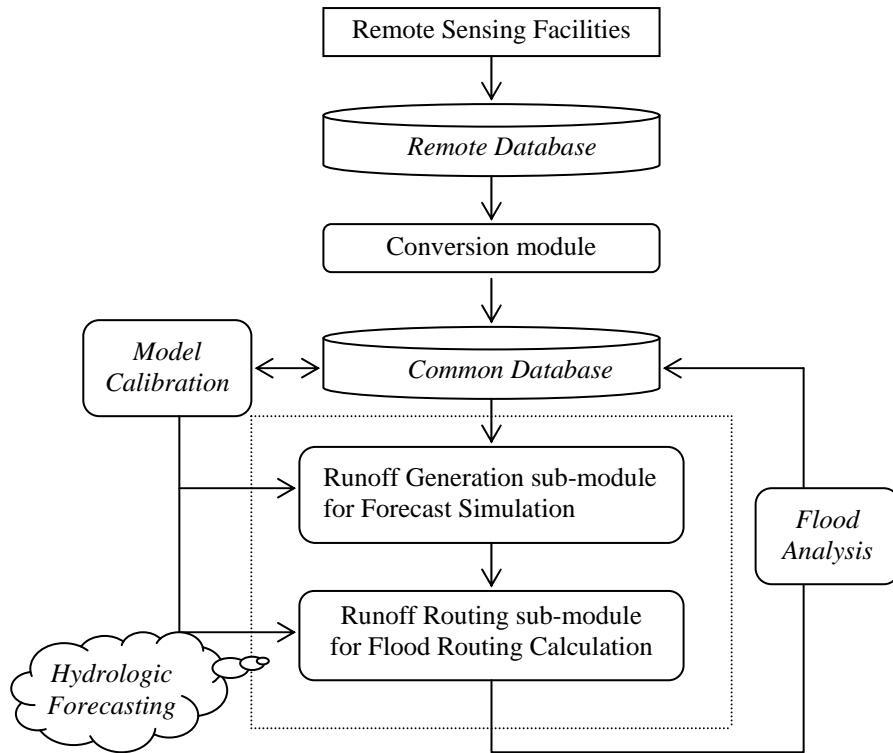 Remote Sensing Facilities
Remote Database
Conversion module
Model
Calibration
Common Database
Runoff Generation sub-module
for Forecast Simulation
Flood
Analysis
Runoff Routing sub-module
for Flood Routing Calculation
Hydrologic
Forecasting